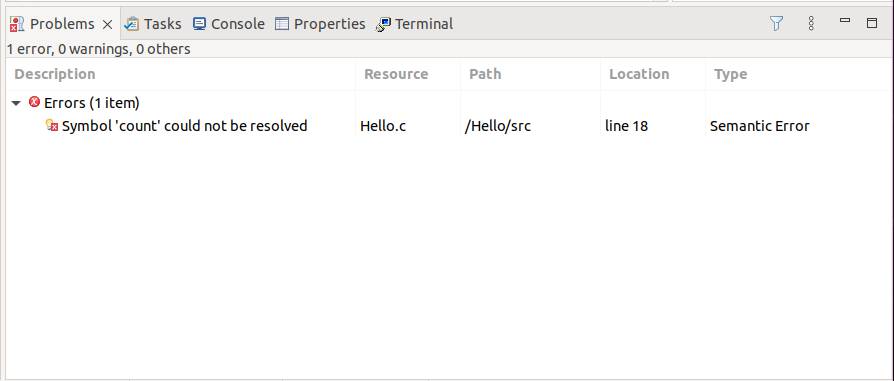 Problems Tasks Console Properties Terminal
1 error, 0 warnings, 0 others
Description Resource Path Location Type
Errors (1 item)
Symbol 'count' could not be resolved Hello.c /Hello/src line 18 Semantic Error